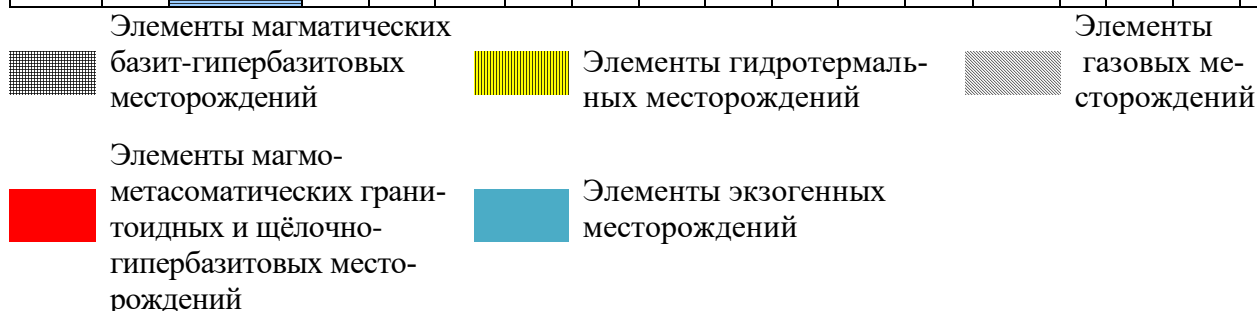 Элементы магматических
базит-гипербазитовых
месторождений
Элементы гидротермаль-
ных месторождений
Элементы
газовых ме-
сторождений
Элементы магмо-
метасоматических грани-
тоидных и щёлочно-
гипербазитовых место-
рождений
Элементы экзогенных
месторождений